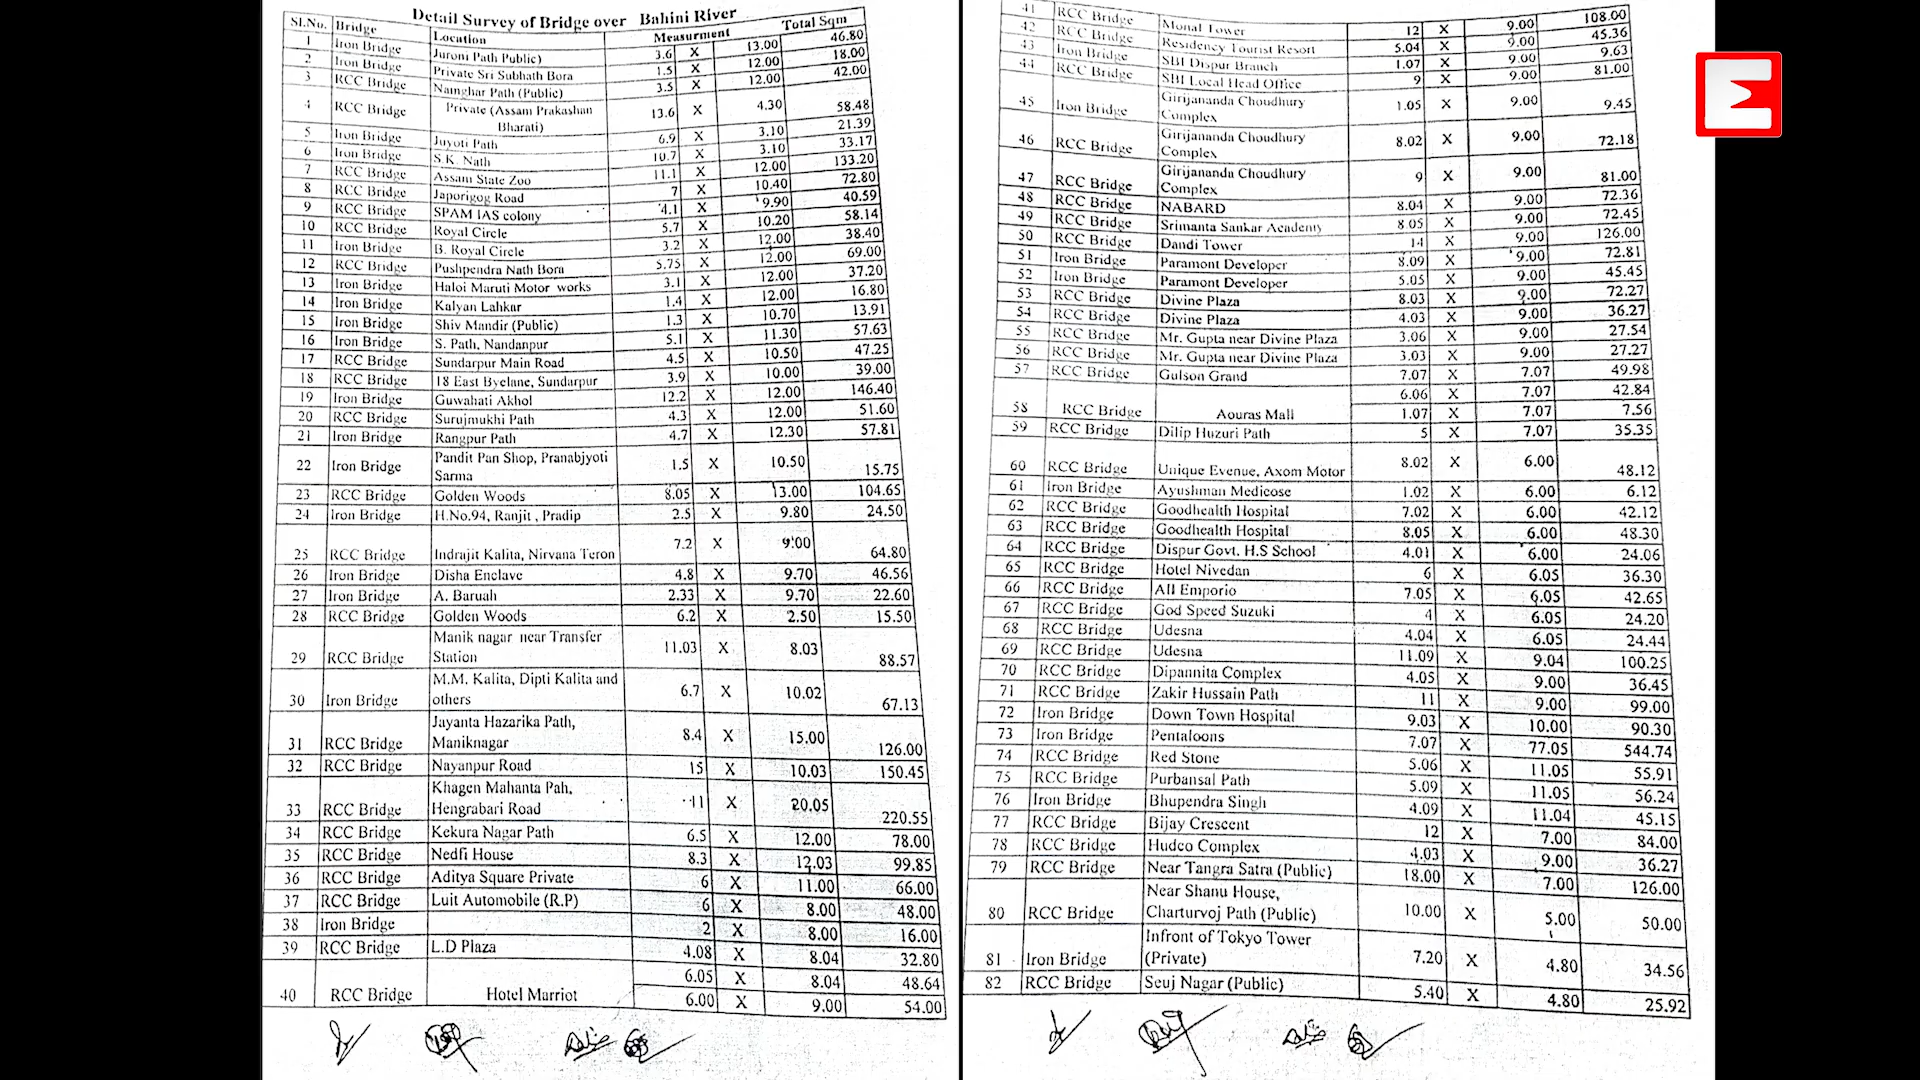 Detail Survey of Bridge over Bahini River
Sl.No. Bridge Location Measurment Total Sqm
1 Iron Bridge Juroni Path Public) 3.6 X 13.00 46.80
2 Iron Bridge Private Sri Subhath Bora 1.5 X 12.00 18.00
3 RCC Bridge Namghar Path (Public) 3.5 X 12.00 42.00
4 RCC Bridge Private (Assam Prakashan 13.6 X 4.30 58.48
Bharati)
5 Iron Bridge Juyoti Path 6.9 X 3.10 21.39
6 Iron Bridge S.K. Nath 10.7 X 3.10 33.17
7 RCC Bridge Assam State Zoo 11.1 X 12.00 133.20
8 RCC Bridge Japorigog Road 7 X 10.40 72.80
9 RCC Bridge SPAM IAS colony 4.1 X 9.90 40.59
10 RCC Bridge Royal Circle 5.7 X 10.20 58.14
11 Iron Bridge B. Royal Circle 3.2 X 12.00 38.40
12 RCC Bridge Pushpendra Nath Bora 5.75 X 12.00 69.00
13 Iron Bridge Haloi Maruti Motor works 3.1 X 12.00 37.20
14 Iron Bridge Kalyan Lahkar 1.4 X 12.00 16.80
15 Iron Bridge Shiv Mandir (Public) 1.3 X 10.70 13.91
16 Iron Bridge S. Path, Nandanpur 5.1 X 11.30 57.63
17 RCC Bridge Sundarpur Main Road 4.5 X 10.50 47.25
18 RCC Bridge 18 East Byelane, Sundarpur 3.9 X 10.00 39.00
19 Iron Bridge Guwahati Akhol 12.2 X 12.00 146.40
20 RCC Bridge Surujmukhi Path 4.3 X 12.00 51.60
21 Iron Bridge Rangpur Path 4.7 X 12.30 57.81
22 Iron Bridge Pandit Pan Shop, Pranabjyoti 1.5 X 10.50 15.75
Sarma
23 RCC Bridge Golden Woods 8.05 X 13.00 104.65
24 Iron Bridge H.No.94, Ranjit , Pradip 2.5 X 9.80 24.50
25 RCC Bridge Indrajit Kalita, Nirvana Teron 7.2 X 9.00 64.80
26 Iron Bridge Disha Enclave 4.8 X 9.70 46.56
27 Iron Bridge A. Baruah 2.33 X 9.70 22.60
28 RCC Bridge Golden Woods 6.2 X 2.50 15.50
29 RCC Bridge Manik nagar near Transfer 11.03 X 8.03 88.57
Station
30 Iron Bridge M.M. Kalita, Dipti Kalita and 6.7 X 10.02 67.13
others
31 RCC Bridge Jayanta Hazarika Path, 8.4 X 15.00 126.00
Maniknagar
32 RCC Bridge Nayanpur Road 15 X 10.03 150.45
33 RCC Bridge Khagen Mahanta Pah, 11 X 20.05 220.55
Hengrabari Road
34 RCC Bridge Kekura Nagar Path 6.5 X 12.00 78.00
35 RCC Bridge Nedfi House 8.3 X 12.03 99.85
36 RCC Bridge Aditya Square Private 6 X 11.00 66.00
37 RCC Bridge Luit Automobile (R.P) 6 X 8.00 48.00
38 Iron Bridge 2 X 8.00 16.00
39 RCC Bridge L.D Plaza 4.08 X 8.04 32.80
6.05 X 8.04 48.64
40 RCC Bridge Hotel Marriot 6.00 X 9.00 54.00
41 RCC Bridge Monal Tower 12 X 9.00 108.00
42 RCC Bridge Residency Tourist Resort 5.04 X 9.00 45.36
43 Iron Bridge SBI Dispur Branch 1.07 X 9.00 9.63
44 RCC Bridge SBI Local Head Office 9 X 9.00 81.00
45 Iron Bridge Girijananda Choudhury 1.05 X 9.00 9.45
Complex
46 RCC Bridge Girijananda Choudhury 8.02 X 9.00 72.18
Complex
47 RCC Bridge Girijananda Choudhury 9 X 9.00 81.00
Complex
48 RCC Bridge NABARD 8.04 X 9.00 72.36
49 RCC Bridge Srimanta Sankar Academy 8.05 X 9.00 72.45
50 RCC Bridge Dandi Tower 14 X 9.00 126.00
51 Iron Bridge Paramont Developer 8.09 X 9.00 72.81
52 Iron Bridge Paramont Developer 5.05 X 9.00 45.45
53 RCC Bridge Divine Plaza 8.03 X 9.00 72.27
54 RCC Bridge Divine Plaza 4.03 X 9.00 36.27
55 RCC Bridge Mr. Gupta near Divine Plaza 3.06 X 9.00 27.54
56 RCC Bridge Mr. Gupta near Divine Plaza 3.03 X 9.00 27.27
57 RCC Bridge Gulson Grand 7.07 X 7.07 49.98
6.06 X 7.07 42.84
58 RCC Bridge Aouras Mall 1.07 X 7.07 7.56
59 RCC Bridge Dilip Huzuri Path 5 X 7.07 35.35
60 RCC Bridge Unique Evenue, Axom Motor 8.02 X 6.00 48.12
61 Iron Bridge Ayushman Medicose 1.02 X 6.00 6.12
62 RCC Bridge Goodhealth Hospital 7.02 X 6.00 42.12
63 RCC Bridge Goodhealth Hospital 8.05 X 6.00 48.30
64 RCC Bridge Dispur Govt. H.S School 4.01 X 6.00 24.06
65 RCC Bridge Hotel Nivedan 6 X 6.05 36.30
66 RCC Bridge All Emporio 7.05 X 6.05 42.65
67 RCC Bridge God Speed Suzuki 4 X 6.05 24.20
68 RCC Bridge Udesna 4.04 X 6.05 24.44
69 RCC Bridge Udesna 11.09 X 9.04 100.25
70 RCC Bridge Dipannita Complex 4.05 X 9.00 36.45
71 RCC Bridge Zakir Hussain Path 11 X 9.00 99.00
72 Iron Bridge Down Town Hospital 9.03 X 10.00 90.30
73 Iron Bridge Pentaloons 7.07 X 77.05 544.74
74 RCC Bridge Red Stone 5.06 X 11.05 55.91
75 RCC Bridge Purbansal Path 5.09 X 11.05 56.24
76 Iron Bridge Bhupendra Singh 4.09 X 11.04 45.15
77 RCC Bridge Bijay Crescent 12 X 7.00 84.00
78 RCC Bridge Hudco Complex 4.03 X 9.00 36.27
79 RCC Bridge Near Tangra Satra (Public) 18.00 X 7.00 126.00
80 RCC Bridge Near Shanu House, 10.00 X 5.00 50.00
Charturvoj Path (Public)
81 Iron Bridge Infront of Tokyo Tower 7.20 X 4.80 34.56
(Private)
82 RCC Bridge Seuj Nagar (Public) 5.40 X 4.80 25.92